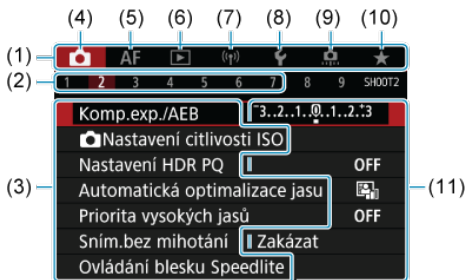 (4) (5) (6) (7) (8) (9) (10)
(1) AF
(2) 1 2 3 4 5 6 7 8 9 SHOOT2
Komp.exp./AEB -3..2..1..0..1..2..+3
Nastavení citlivosti ISO
Nastavení HDR PQ OFF
(3) Automatická optimalizace jasu (11)
Priorita vysokých jasů OFF
Sním.bez mihotání Zakázat
Ovládání blesku Speedlite